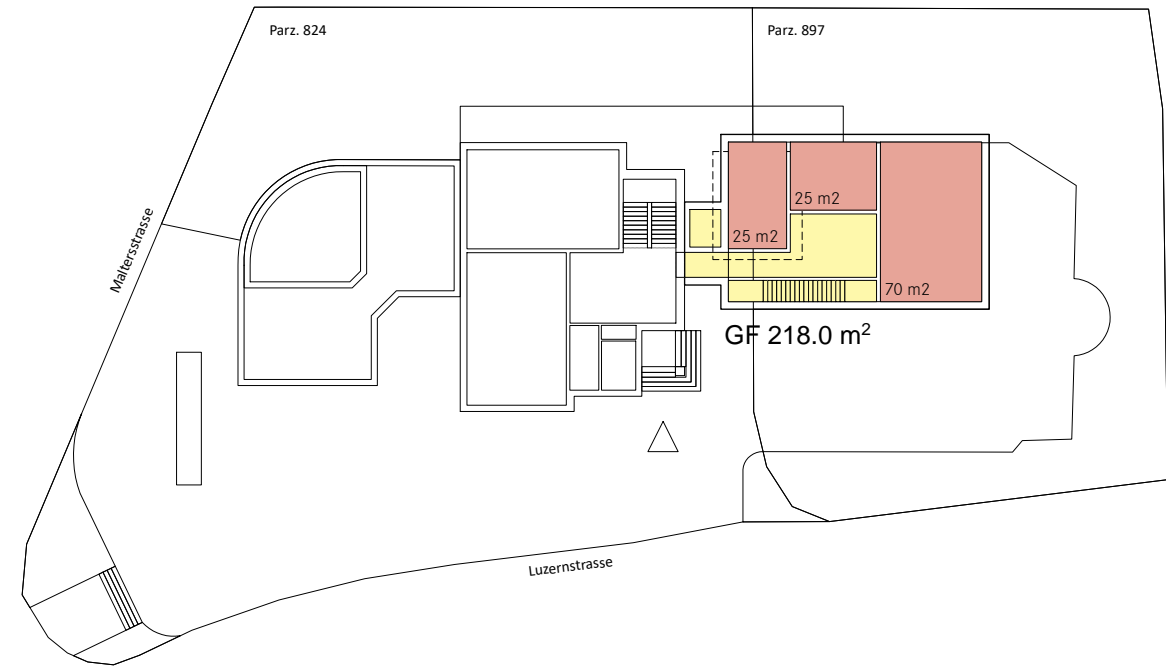 Parz. 824
Parz. 897
Maltersstrasse
25 m2
25 m2
70 m2
GF 218.0 m²
Luzernstrasse